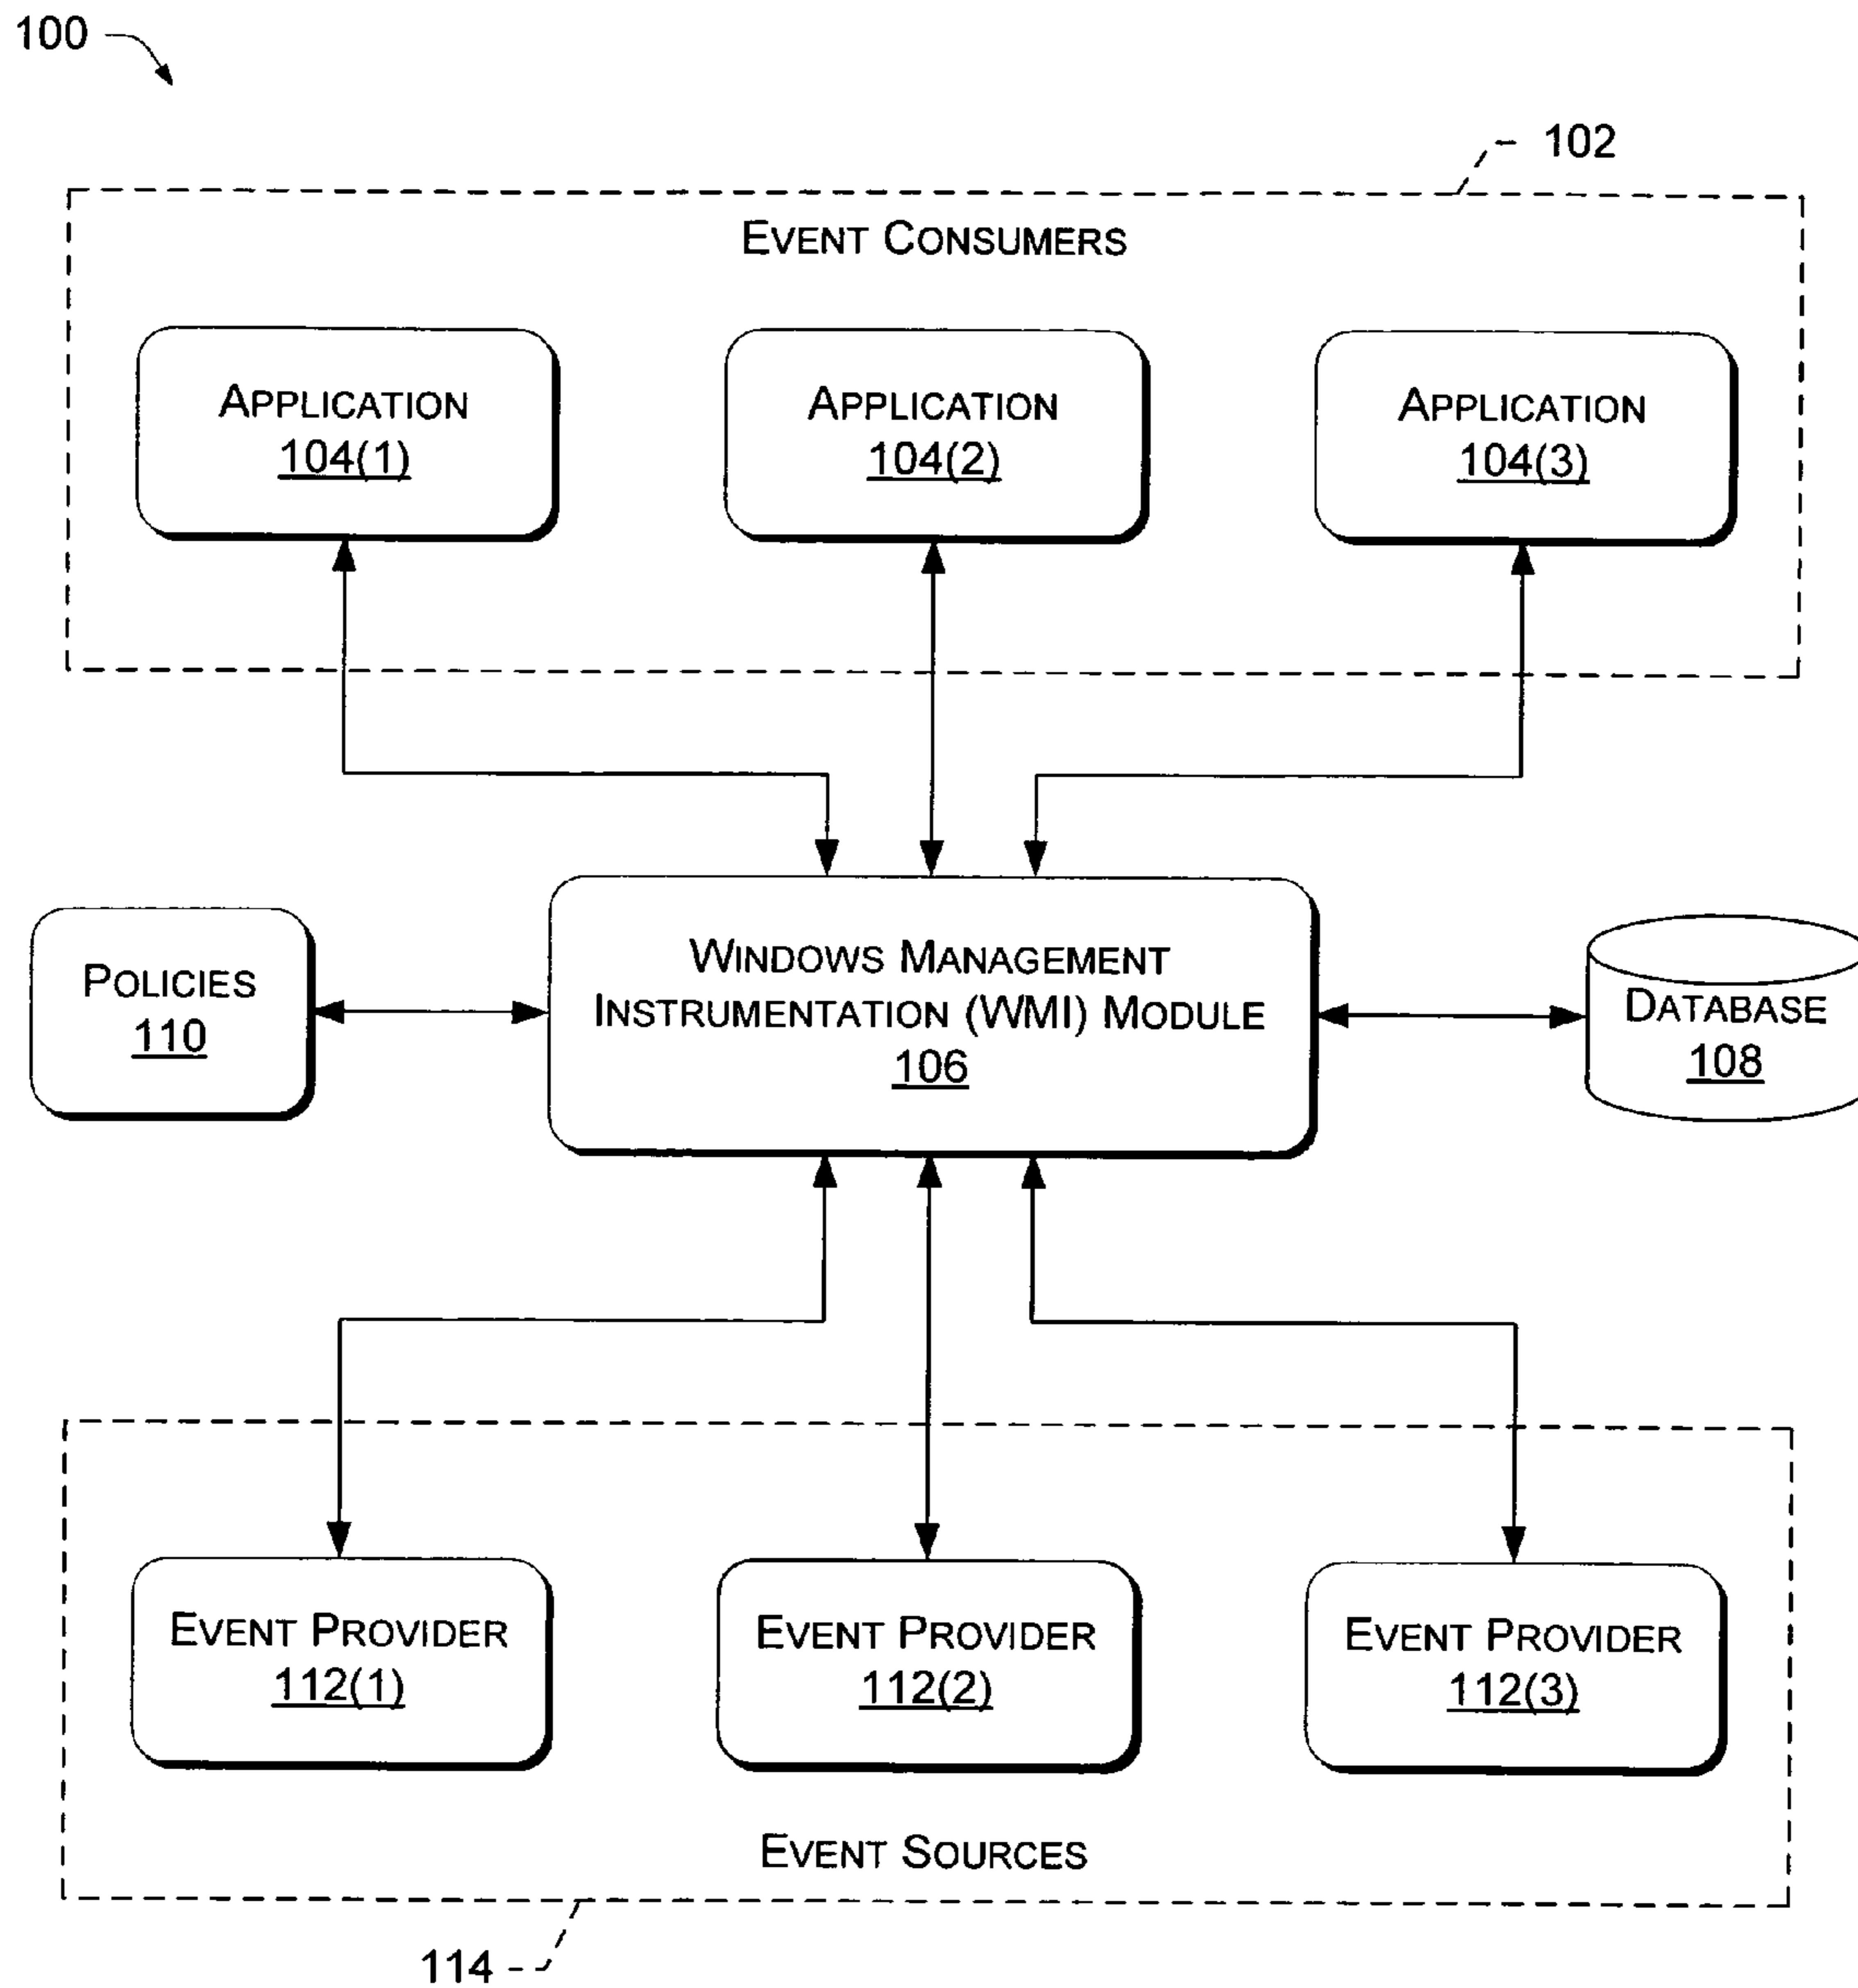 100
102
EVENT CONSUMERS
APPLICATION
104(1)
APPLICATION
104(2)
APPLICATION
104(3)
POLICIES
110
WINDOWS MANAGEMENT
INSTRUMENTATION (WMI) MODULE
106
DATABASE
108
EVENT PROVIDER
112(1)
EVENT PROVIDER
112(2)
EVENT PROVIDER
112(3)
EVENT SOURCES
114